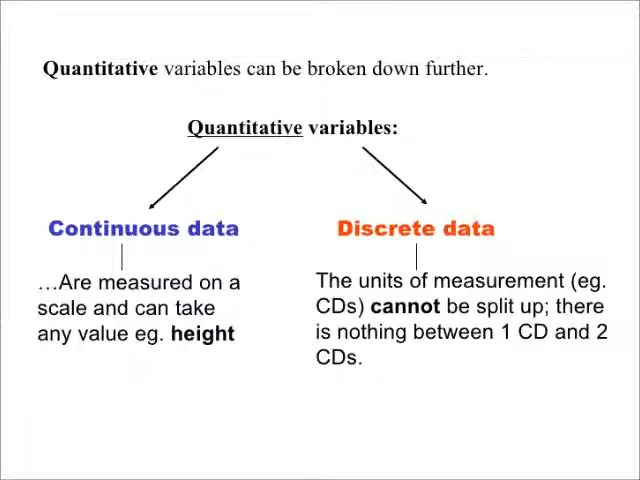 Quantitative variables can be broken down further.
Quantitative variables:
Continuous data
…Are measured on a
scale and can take
any value eg. height
Discrete data
The units of measurement (eg.
CDs) cannot be split up; there
is nothing between 1 CD and 2
CDs.